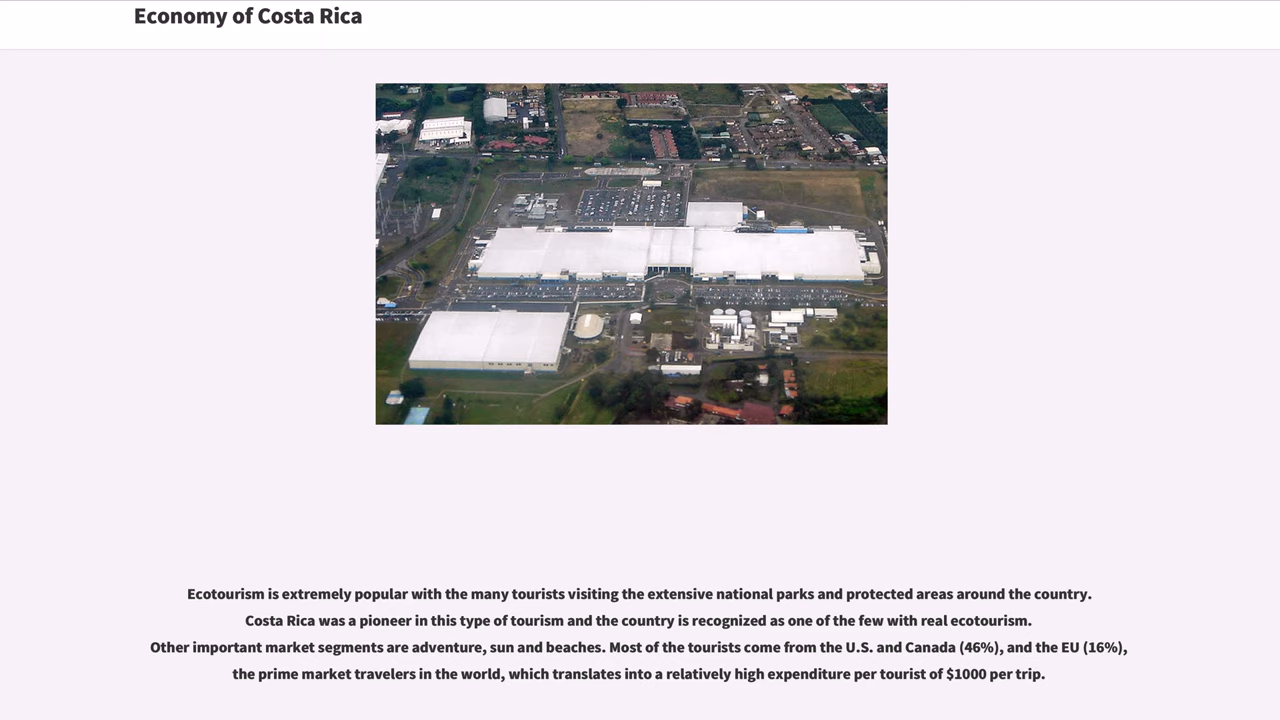 Economy of Costa Rica
Ecotourism is extremely popular with the many tourists visiting the extensive national parks and protected areas around the country.
Costa Rica was a pioneer in this type of tourism and the country is recognized as one of the few with real ecotourism.
Other important market segments are adventure, sun and beaches. Most of the tourists come from the U.S. and Canada (46%), and the EU (16%),
the prime market travelers in the world, which translates into a relatively high expenditure per tourist of $1000 per trip.